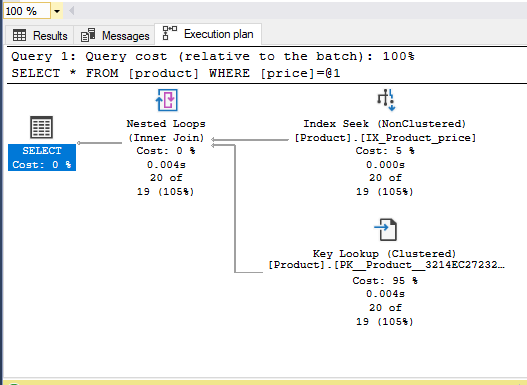 100 %
Results
Messages
Execution plan
Query 1: Query cost (relative to the batch): 100%
SELECT * FROM [product] WHERE [price]=@1
SELECT
Cost: 0 %
Nested Loops
(Inner Join)
Cost: 0 %
0.004s
20 of
19 (105%)
Index Seek (NonClustered)
[Product].[IX_Product_price]
Cost: 5 %
0.000s
20 of
19 (105%)
Key Lookup (Clustered)
[Product].[PK__Product__3214EC27232…
Cost: 95 %
0.004s
20 of
19 (105%)